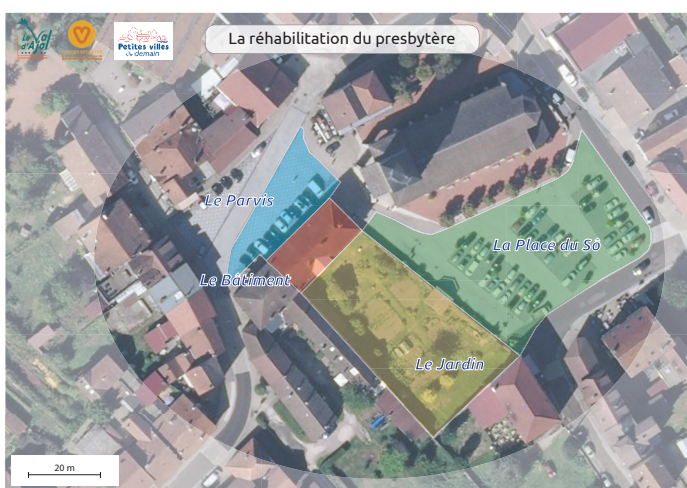 le Val
d'Ajol
Petites villes
de demain
La réhabilitation du presbytère
Le Parvis
La Place du Sô
Le Bâtiment
Le Jardin
20 m